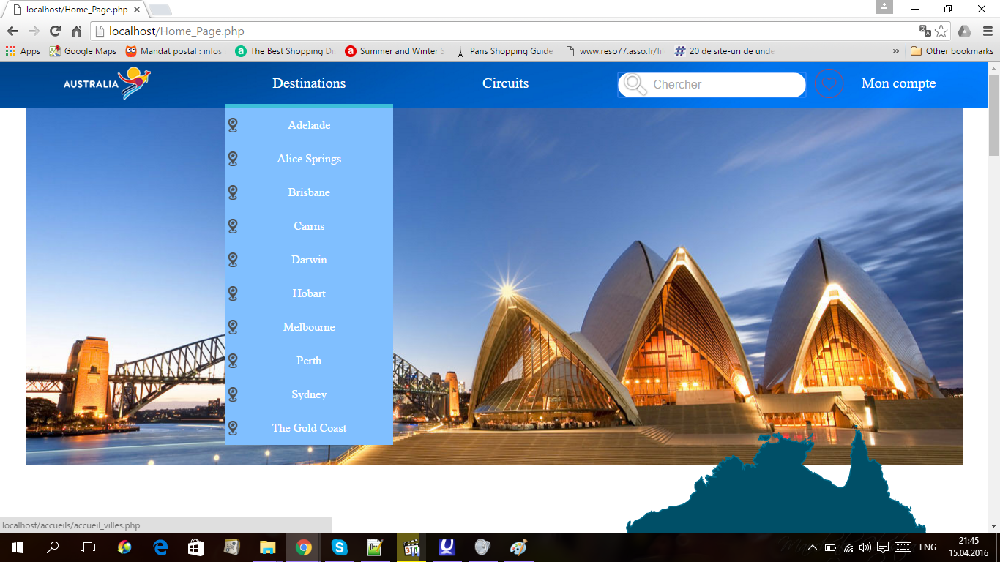 localhost/Home_Page.php
localhost/Home_Page.php
Apps Google Maps Mandat postal : infos The Best Shopping Di Summer and Winter S Paris Shopping Guide www.reso77.asso.fr/fil 20 de site-uri de unde » Other bookmarks
AUSTRALIA Destinations Circuits Chercher Mon compte
Adelaide
Alice Springs
Brisbane
Cairns
Darwin
Hobart
Melbourne
Perth
Sydney
The Gold Coast
localhost/accueils/accueil_villes.php
ENG 21:45
15.04.2016